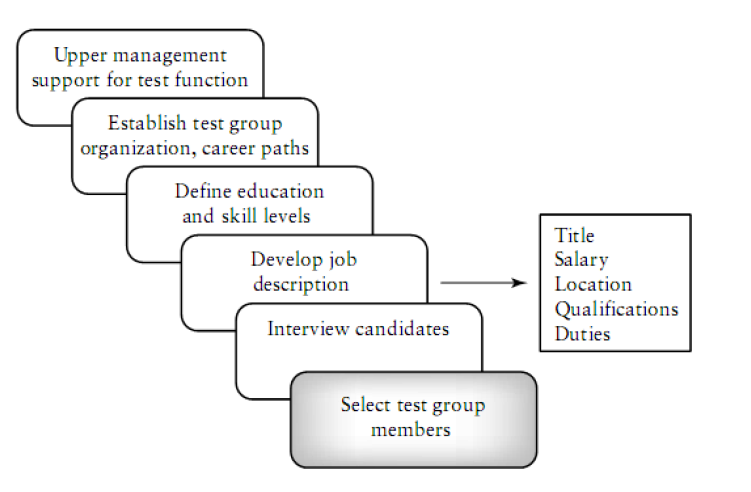 Upper management
support for test function
Establish test group
organization, career paths
Define education
and skill levels
Develop job
description
Interview candidates
Select test group
members
Title
Salary
Location
Qualifications
Duties